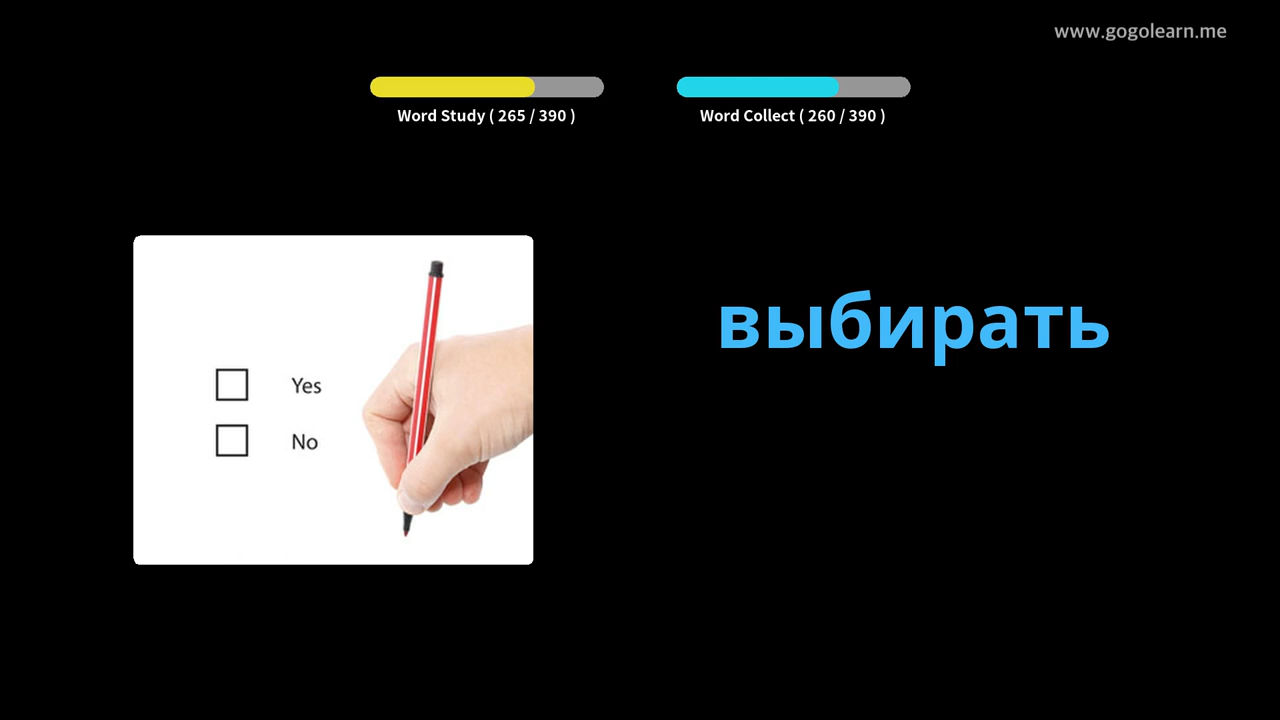 www.gogolearn.me
Word Study ( 265 / 390 )
Word Collect ( 260 / 390 )
выбирать
Yes
No